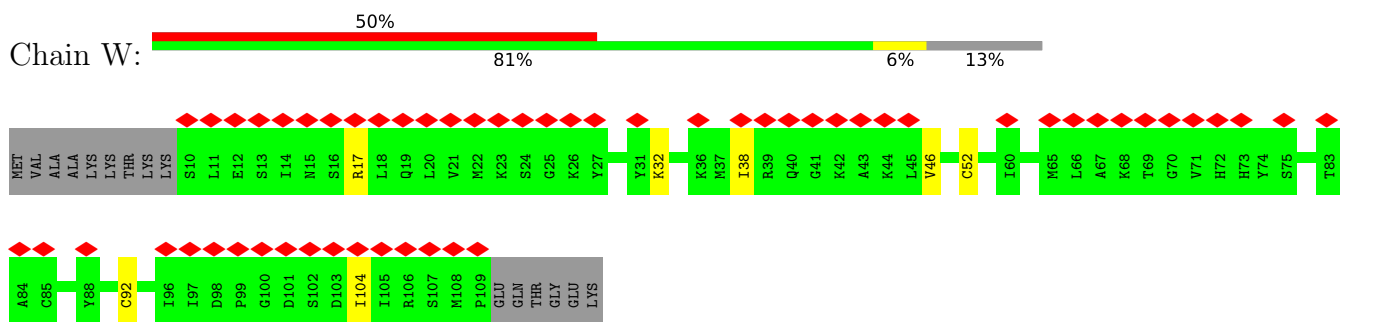 50%
Chain W:
81% 6% 13%
MET VAL ALA ALA LYS LYS THR LYS LYS S10 L11 E12 S13 I14 N15 S16 R17 L18 Q19 L20 V21 M22 K23 S24 G25 K26 Y27 Y31 K32 K36 M37 I38 R39 Q40 G41 K42 A43 K44 L45 V46 C52 I60 M65 L66 A67 K68 T69 G70 V71 H72 H73 Y74 S75 T83
A84 C85 Y88 C92 I96 I97 D98 P99 G100 D101 S102 D103 I104 I105 R106 S107 M108 P109 GLU GLN THR GLY GLU LYS